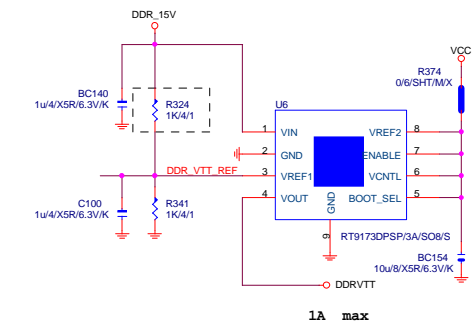 DDR_15V
VCC
R374
0/6/SHT/M/X
BC140
1u/4/X5R/6.3V/K
R324
1K/4/1
U6
1 VIN VREF2 8
2 GND ENABLE 7
DDR_VTT_REF 3 VREF1 VCNTL 6
4 VOUT BOOT_SEL 5
GND
9
C100
1u/4/X5R/6.3V/K
R341
1K/4/1
RT9173DPSP/3A/SO8/S
BC154
10u/8/X5R/6.3V/K
DDRVTT
1A max